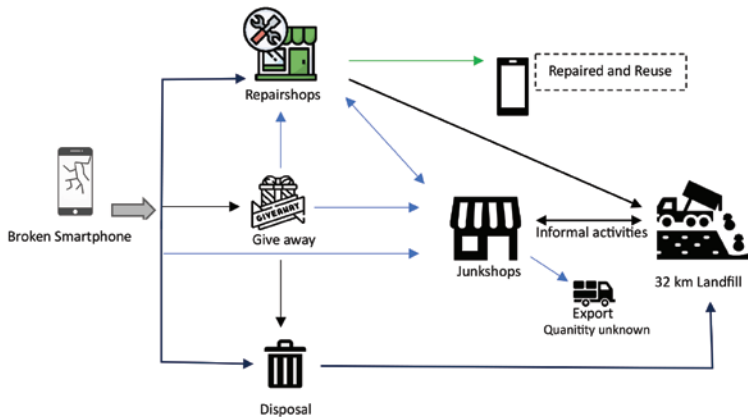 Repairshops
Repaired and Reuse
Broken Smartphone
GIVEAWAY
Give away
Junkshops
Informal activities
32 km Landfill
Export
Quanitity unknown
Disposal